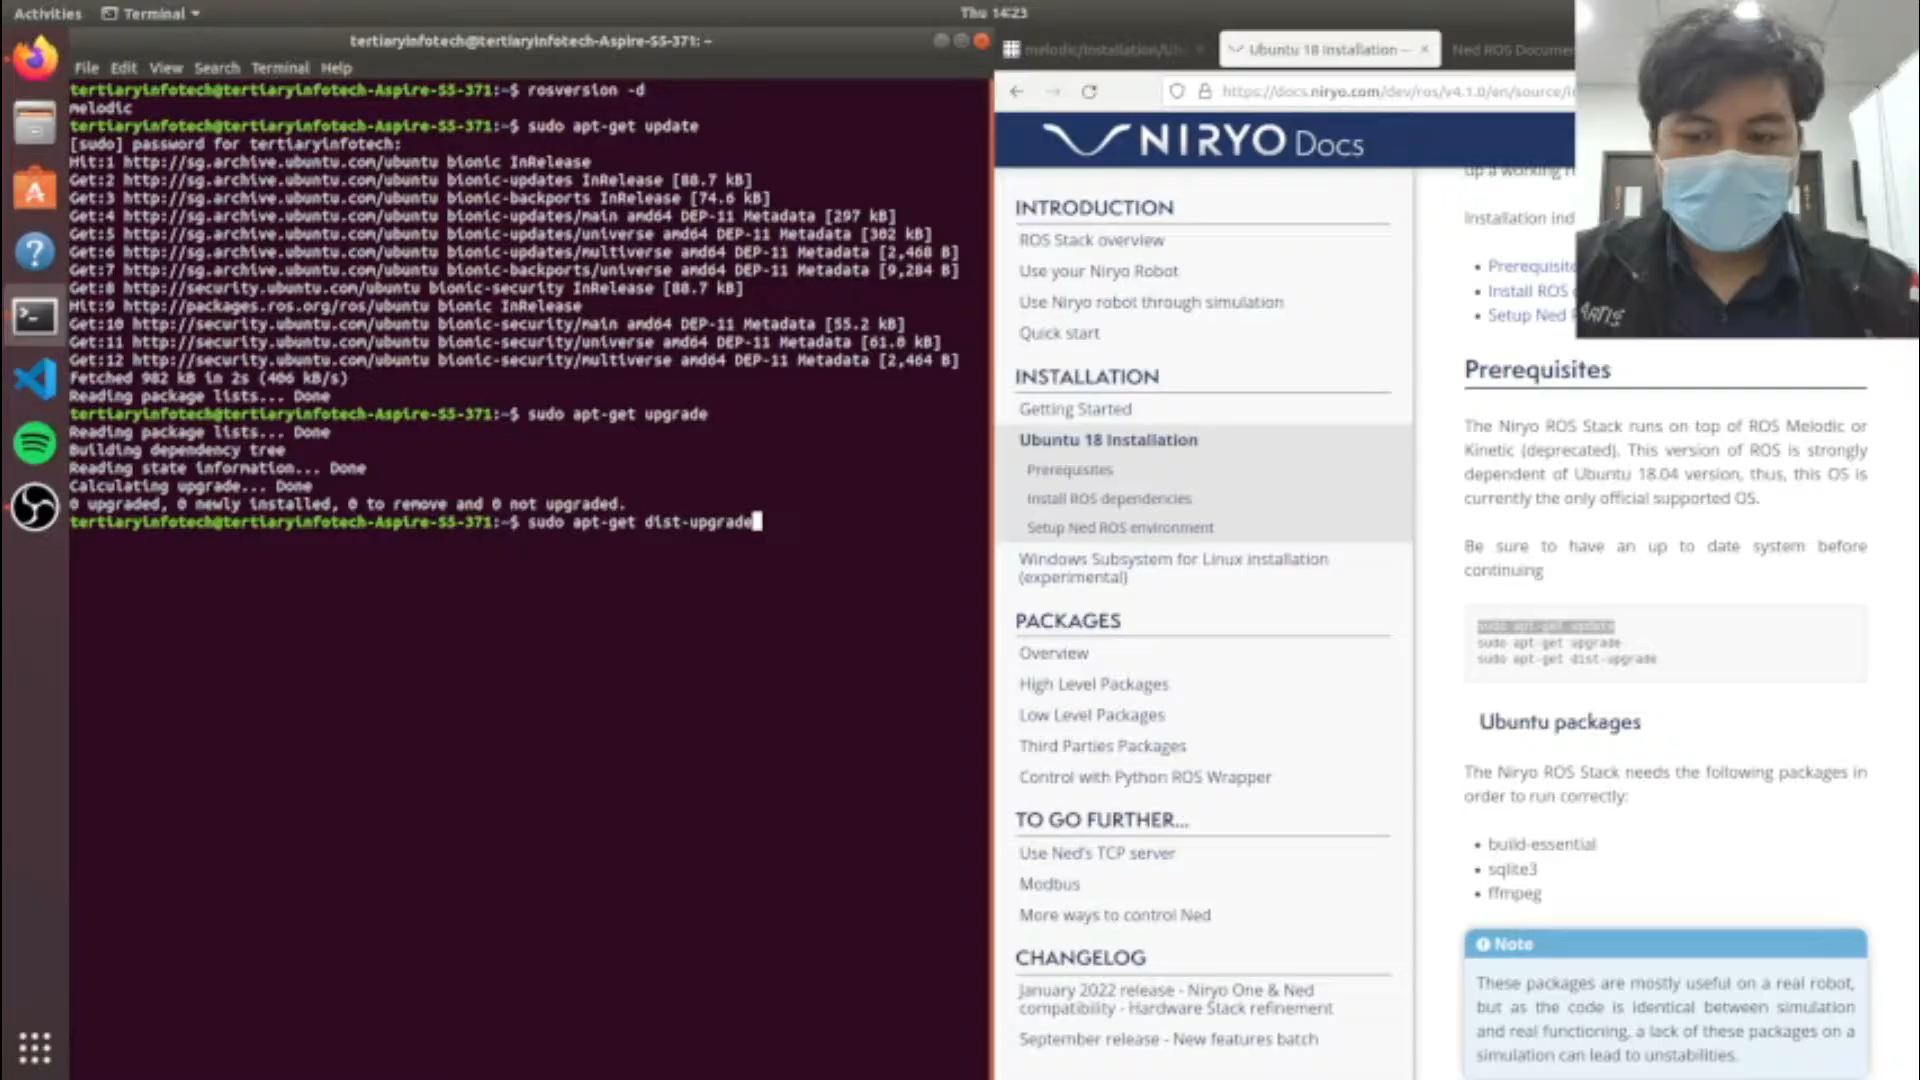 Activities
Terminal
Thu 14:23
tertiaryinfotech@tertiaryinfotech-Aspire-S5-371: ~
File Edit View Search Terminal Help
tertiaryinfotech@tertiaryinfotech-Aspire-S5-371:~$ rosversion -d
melodic
tertiaryinfotech@tertiaryinfotech-Aspire-S5-371:~$ sudo apt-get update
[sudo] password for tertiaryinfotech:
Hit:1 http://sg.archive.ubuntu.com/ubuntu bionic InRelease
Get:2 http://sg.archive.ubuntu.com/ubuntu bionic-updates InRelease [88.7 kB]
Get:3 http://sg.archive.ubuntu.com/ubuntu bionic-backports InRelease [74.6 kB]
Get:4 http://sg.archive.ubuntu.com/ubuntu bionic-updates/main amd64 DEP-11 Metadata [297 kB]
Get:5 http://sg.archive.ubuntu.com/ubuntu bionic-updates/universe amd64 DEP-11 Metadata [302 kB]
Get:6 http://sg.archive.ubuntu.com/ubuntu bionic-updates/multiverse amd64 DEP-11 Metadata [2,468 B]
Get:7 http://sg.archive.ubuntu.com/ubuntu bionic-backports/universe amd64 DEP-11 Metadata [9,284 B]
Get:8 http://security.ubuntu.com/ubuntu bionic-security InRelease [88.7 kB]
Hit:9 http://packages.ros.org/ros/ubuntu bionic InRelease
Get:10 http://security.ubuntu.com/ubuntu bionic-security/main amd64 DEP-11 Metadata [55.2 kB]
Get:11 http://security.ubuntu.com/ubuntu bionic-security/universe amd64 DEP-11 Metadata [61.0 kB]
Get:12 http://security.ubuntu.com/ubuntu bionic-security/multiverse amd64 DEP-11 Metadata [2,464 B]
Fetched 982 kB in 2s (406 kB/s)
Reading package lists... Done
tertiaryinfotech@tertiaryinfotech-Aspire-S5-371:~$ sudo apt-get upgrade
Reading package lists... Done
Building dependency tree
Reading state information... Done
Calculating upgrade... Done
0 upgraded, 0 newly installed, 0 to remove and 0 not upgraded.
tertiaryinfotech@tertiaryinfotech-Aspire-S5-371:~$ sudo apt-get dist-upgrade
melodic/Installation/Ub
Ubuntu 18 Installation —
Ned ROS Documen
https://docs.niryo.com/dev/ros/v4.1.0/en/source/i
NIRYO Docs
INTRODUCTION
ROS Stack overview
Use your Niryo Robot
Use Niryo robot through simulation
Quick start
INSTALLATION
Getting Started
Ubuntu 18 Installation
Prerequisites
Install ROS dependencies
Setup Ned ROS environment
Windows Subsystem for Linux installation
(experimental)
PACKAGES
Overview
High Level Packages
Low Level Packages
Third Parties Packages
Control with Python ROS Wrapper
TO GO FURTHER...
Use Ned's TCP server
Modbus
More ways to control Ned
CHANGELOG
January 2022 release - Niryo One & Ned
compatibility - Hardware Stack refinement
September release - New features batch
up a working
Installation ind
Prerequisite
Install ROS
Setup Ned
Prerequisites
The Niryo ROS Stack runs on top of ROS Melodic or
Kinetic (deprecated). This version of ROS is strongly
dependent of Ubuntu 18.04 version, thus, this OS is
currently the only official supported OS.
Be sure to have an up to date system before
continuing
sudo apt-get update
sudo apt-get upgrade
sudo apt-get dist-upgrade
Ubuntu packages
The Niryo ROS Stack needs the following packages in
order to run correctly:
build-essential
sqlite3
ffmpeg
Note
These packages are mostly useful on a real robot,
but as the code is identical between simulation
and real functioning, a lack of these packages on a
simulation can lead to unstabilities.